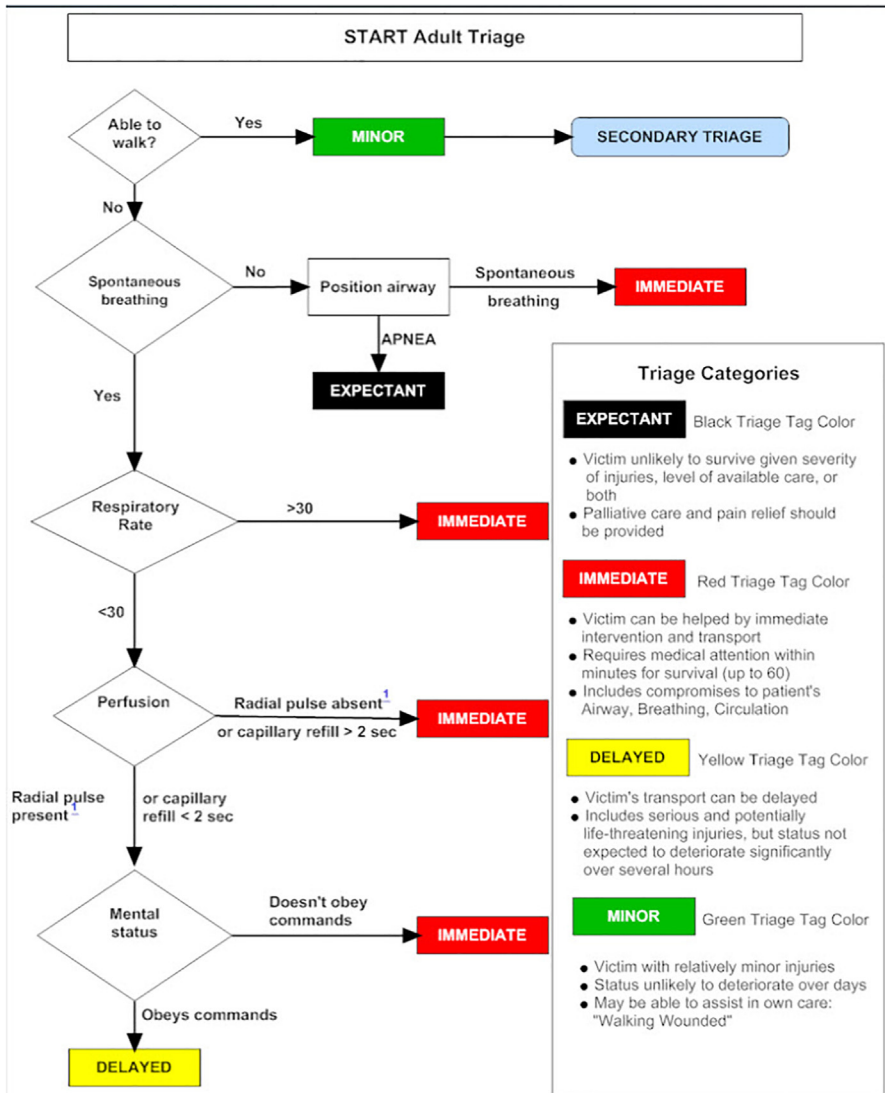 START Adult Triage
Able to
walk?
Yes
MINOR
SECONDARY TRIAGE
No
Spontaneous
breathing
No
Position airway
Spontaneous
breathing
IMMEDIATE
APNEA
EXPECTANT
Yes
Respiratory
Rate
>30
IMMEDIATE
<30
Perfusion
Radial pulse absent1
or capillary refill > 2 sec
IMMEDIATE
Radial pulse
present1
or capillary
refill < 2 sec
Mental
status
Doesn't obey
commands
IMMEDIATE
Obeys commands
DELAYED
Triage Categories
EXPECTANT Black Triage Tag Color
● Victim unlikely to survive given severity
of injuries, level of available care, or
both
● Palliative care and pain relief should
be provided
IMMEDIATE Red Triage Tag Color
● Victim can be helped by immediate
intervention and transport
● Requires medical attention within
minutes for survival (up to 60)
● Includes compromises to patient's
Airway, Breathing, Circulation
DELAYED Yellow Triage Tag Color
● Victim's transport can be delayed
● Includes serious and potentially
life-threatening injuries, but status not
expected to deteriorate significantly
over several hours
MINOR Green Triage Tag Color
● Victim with relatively minor injuries
● Status unlikely to deteriorate over days
● May be able to assist in own care:
"Walking Wounded"